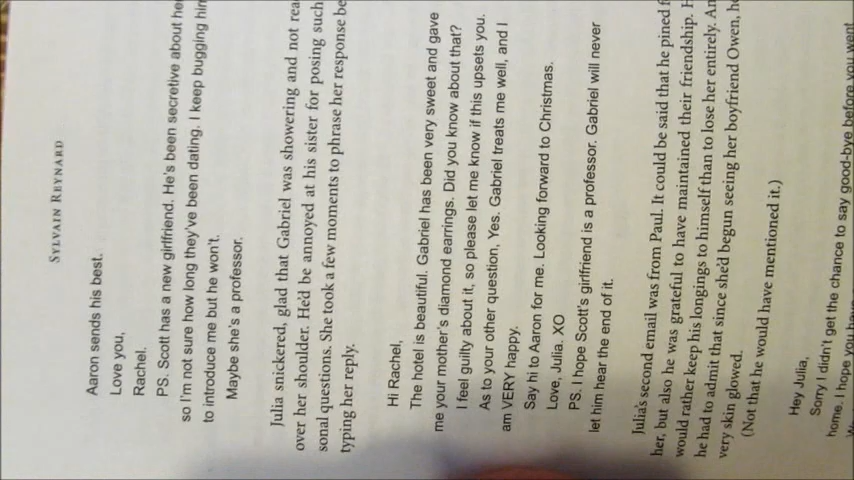 SYLVAIN REYNARD
Aaron sends his best.
Love you,
Rachel.
PS. Scott has a new girlfriend. He's been secretive about her
so I'm not sure how long they've been dating. I keep bugging him
to introduce me but he won't.
Maybe she's a professor.
Julia snickered, glad that Gabriel was showering and not
over her shoulder. He'd be annoyed at his sister for posing such
sonal questions. She took a few moments to phrase her response
typing her reply.
Hi Rachel,
The hotel is beautiful. Gabriel has been very sweet and gave
me your mother's diamond earrings. Did you know about that?
I feel guilty about it, so please let me know if this upsets you.
As to your other question, Yes. Gabriel treats me well, and I
am VERY happy.
Say hi to Aaron for me. Looking forward to Christmas.
Love, Julia. XO
PS. I hope Scott's girlfriend is a professor. Gabriel will never
let him hear the end of it.
Julia's second email was from Paul. It could be said that he pined
her, but also he was grateful to have maintained their friendship.
would rather keep his longings to himself than to lose her entirely.
he had to admit that since she'd begun seeing her boyfriend Owen,
very skin glowed.
(Not that he would have mentioned it.)
Hey Julia,
Sorry I didn't get the chance to say good-bye before you went
home. I hope you have